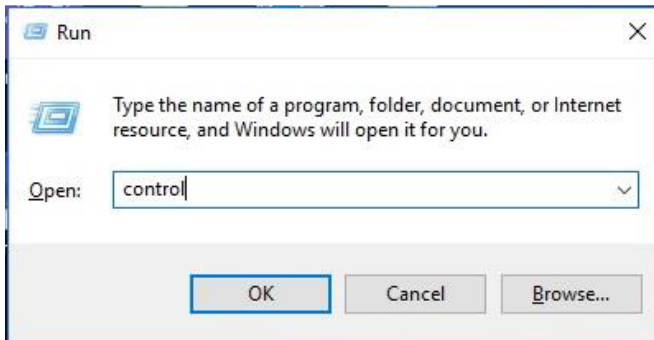 Run
Type the name of a program, folder, document, or Internet
resource, and Windows will open it for you.
Open: control
OK Cancel Browse...